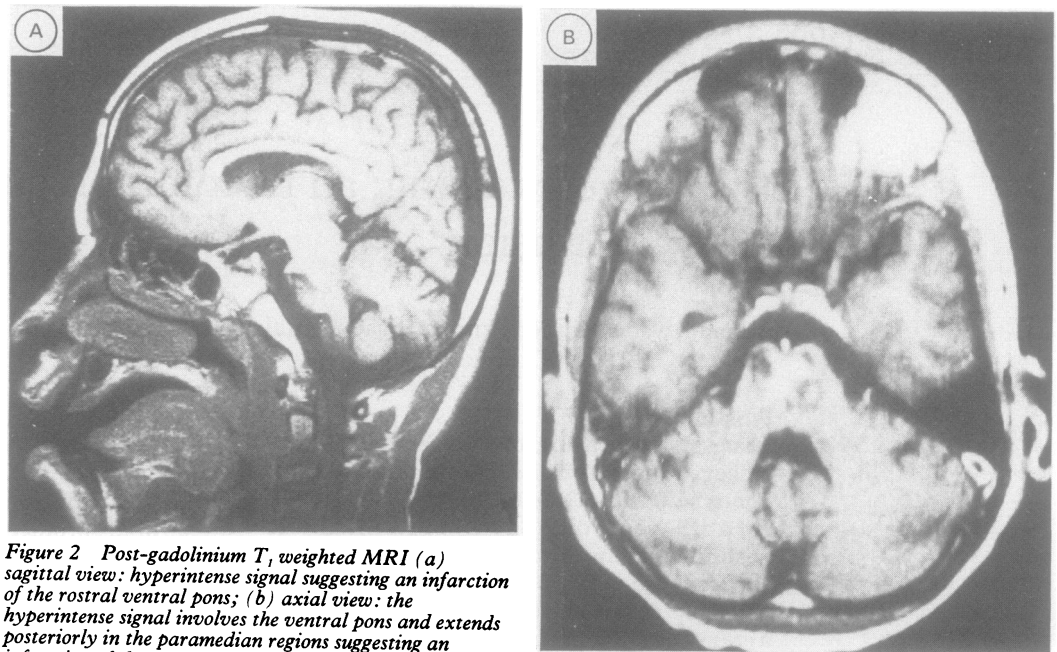 A
B
Figure 2 Post-gadolinium T₁ weighted MRI (a)
sagittal view: hyperintense signal suggesting an infarction
of the rostral ventral pons; (b) axial view: the
hyperintense signal involves the ventral pons and extends
posteriorly in the paramedian regions suggesting an